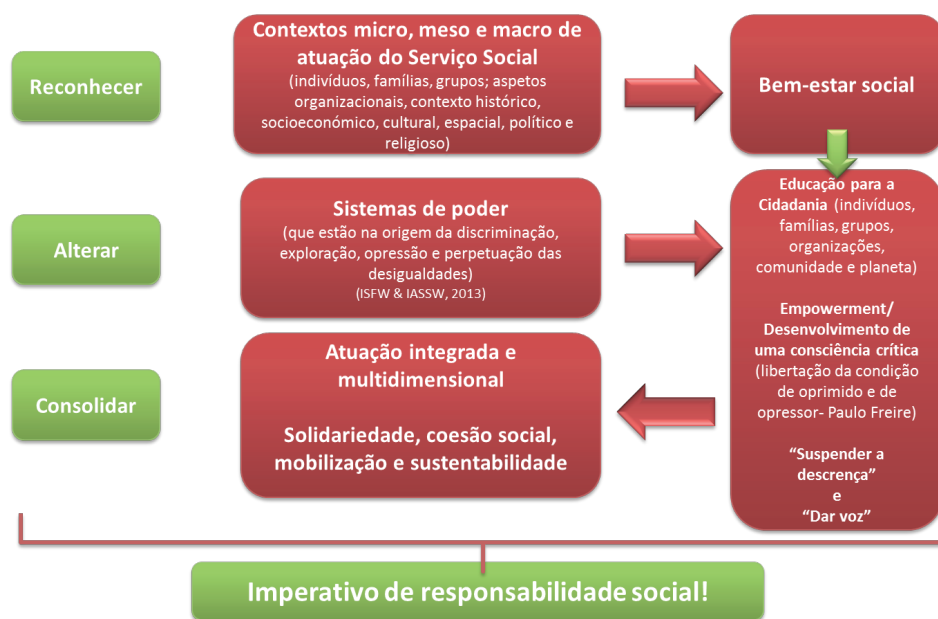 Reconhecer
Contextos micro, meso e macro de
atuação do Serviço Social
(indivíduos, famílias, grupos; aspetos
organizacionais, contexto histórico,
socioeconómico, cultural, espacial, político e
religioso)
Bem-estar social
Alterar
Sistemas de poder
(que estão na origem da discriminação,
exploração, opressão e perpetuação das
desigualdades)
(ISFW & IASSW, 2013)
Educação para a
Cidadania (indivíduos,
famílias, grupos,
organizações,
comunidade e planeta)
Empowerment/
Desenvolvimento de
uma consciência crítica
(libertação da condição
de oprimido e de
opressor- Paulo Freire)
“Suspender a
descrença”
e
“Dar voz”
Consolidar
Atuação integrada e
multidimensional
Solidariedade, coesão social,
mobilização e sustentabilidade
Imperativo de responsabilidade social!